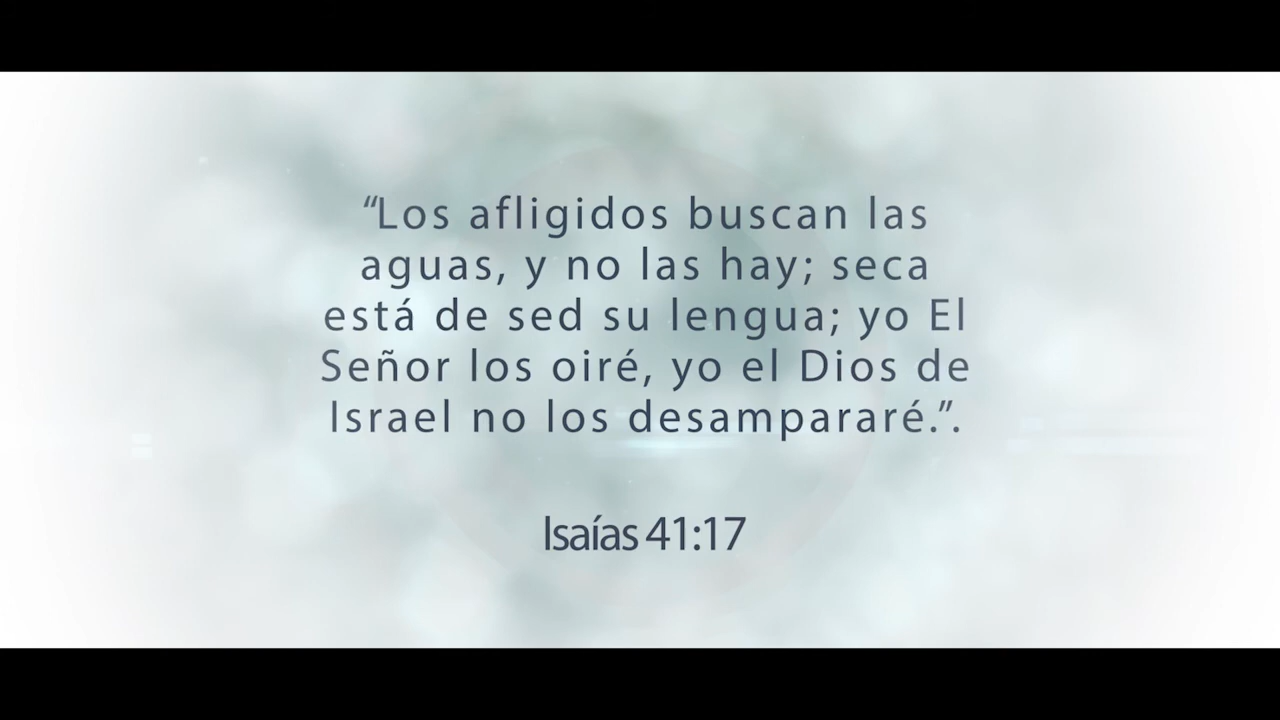 “Los afligidos buscan las
aguas, y no las hay; seca
está de sed su lengua; yo El
Señor los oiré, yo el Dios de
Israel no los desampararé.”.
Isaías 41:17